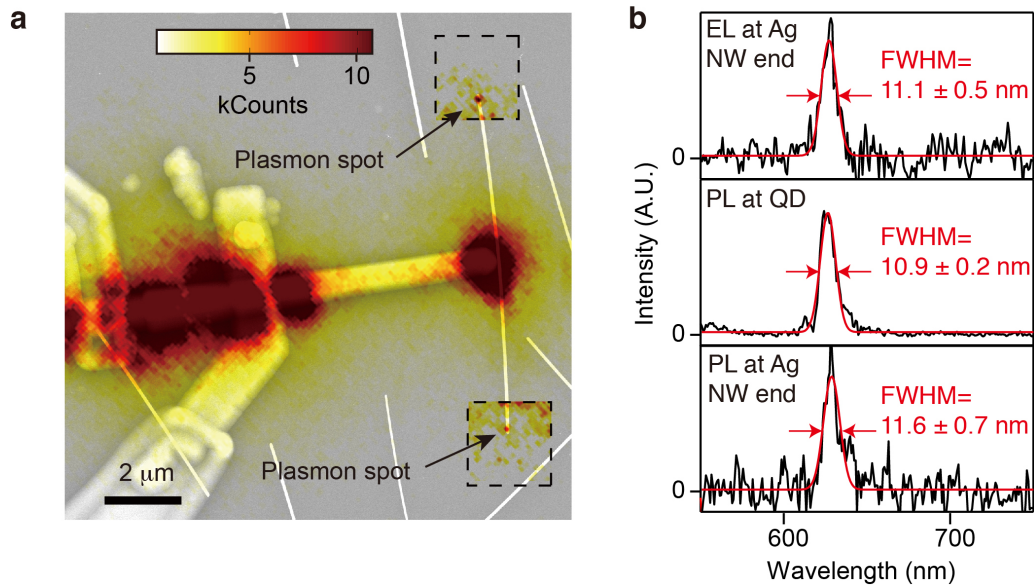 a
5
10
kCounts
Plasmon spot
Plasmon spot
2 μm
b
EL at Ag
NW end
FWHM=
11.1 ± 0.5 nm
0
PL at QD
FWHM=
10.9 ± 0.2 nm
0
PL at Ag
NW end
FWHM=
11.6 ± 0.7 nm
0
Intensity (A.U.)
600
700
Wavelength (nm)